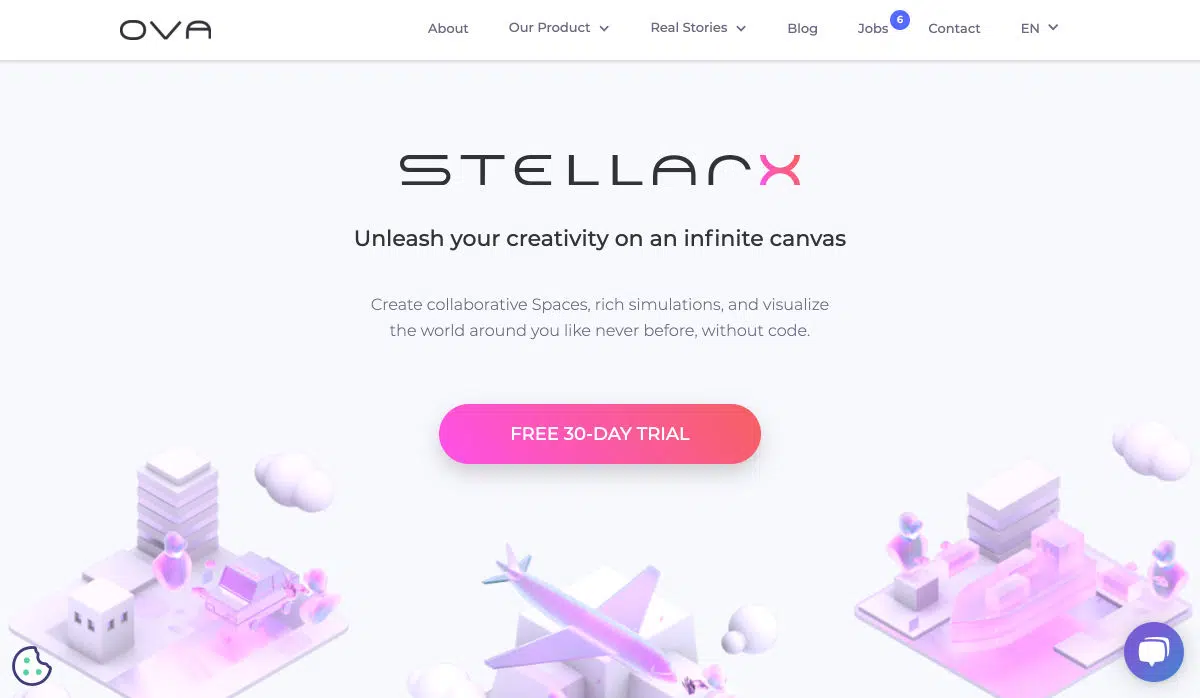 OVA
About
Our Product
Real Stories
Blog
Jobs
6
Contact
EN
STELLARX
Unleash your creativity on an infinite canvas
Create collaborative Spaces, rich simulations, and visualize
the world around you like never before, without code.
FREE 30-DAY TRIAL